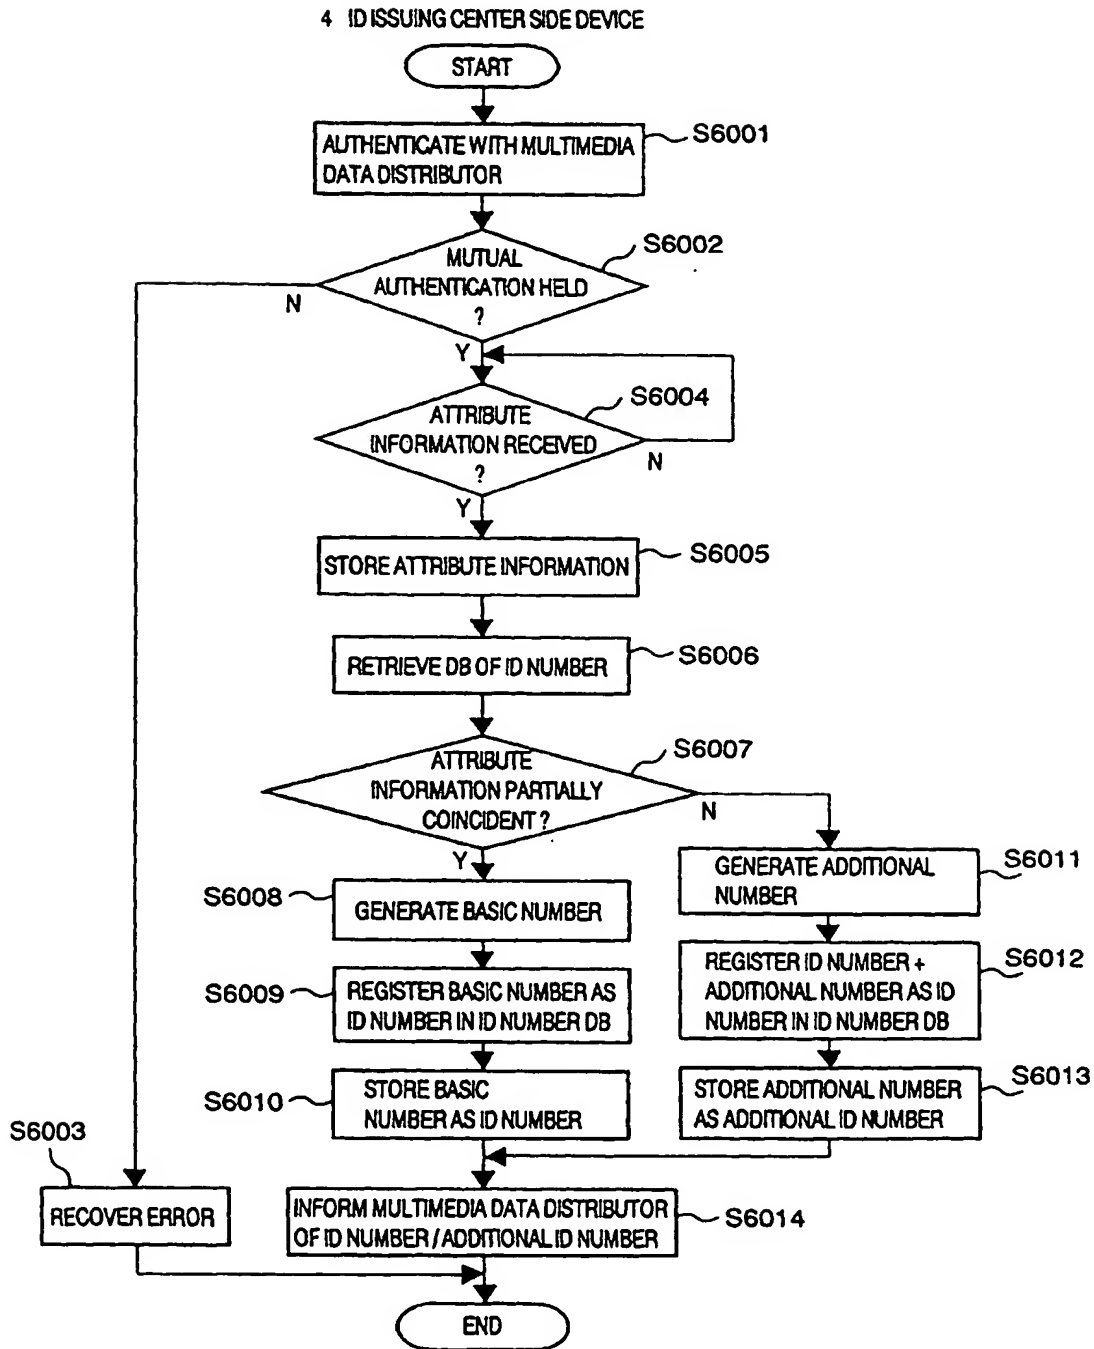 4 ID ISSUING CENTER SIDE DEVICE
START
AUTHENTICATE WITH MULTIMEDIA
DATA DISTRIBUTOR
S6001
MUTUAL
AUTHENTICATION HELD
?
S6002
N
Y
ATTRIBUTE
INFORMATION RECEIVED
?
S6004
N
Y
STORE ATTRIBUTE INFORMATION
S6005
RETRIEVE DB OF ID NUMBER
S6006
ATTRIBUTE
INFORMATION PARTIALLY
COINCIDENT ?
S6007
N
Y
S6008
GENERATE BASIC NUMBER
GENERATE ADDITIONAL
NUMBER
S6011
S6009
REGISTER BASIC NUMBER AS
ID NUMBER IN ID NUMBER DB
REGISTER ID NUMBER +
ADDITIONAL NUMBER AS ID
NUMBER IN ID NUMBER DB
S6012
S6010
STORE BASIC
NUMBER AS ID NUMBER
STORE ADDITIONAL NUMBER
AS ADDITIONAL ID NUMBER
S6013
S6003
RECOVER ERROR
INFORM MULTIMEDIA DATA DISTRIBUTOR
OF ID NUMBER / ADDITIONAL ID NUMBER
S6014
END